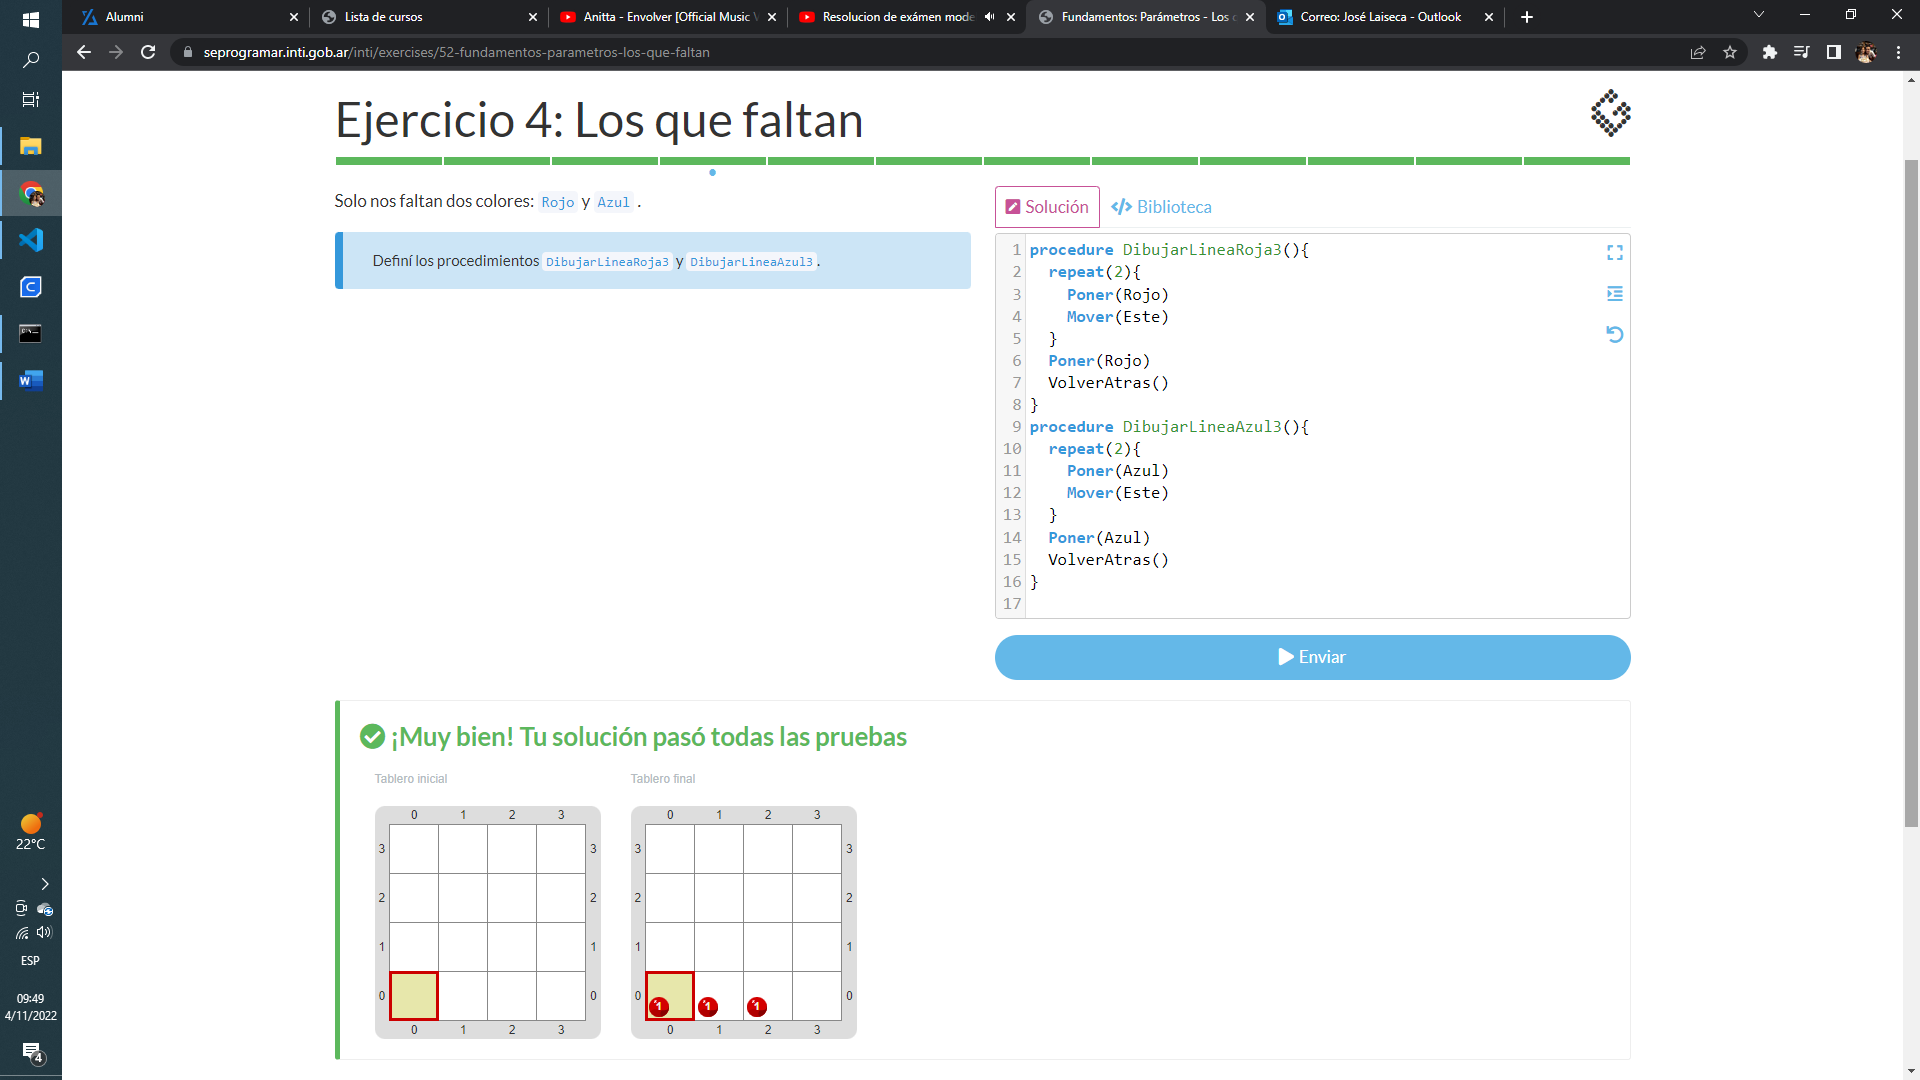 Alumni
Lista de cursos
Anitta - Envolver [Official Music V
Resolucion de exámen mode
Fundamentos: Parámetros - Los c
Correo: José Laiseca - Outlook
seprogramar.inti.gob.ar/inti/exercises/52-fundamentos-parametros-los-que-faltan
Ejercicio 4: Los que faltan
Solo nos faltan dos colores: Rojo y Azul .
Definí los procedimientos DibujarLineaRoja3 y DibujarLineaAzul3.
Solución
Biblioteca
1 procedure DibujarLineaRoja3(){
2 repeat(2){
3 Poner(Rojo)
4 Mover(Este)
5 }
6 Poner(Rojo)
7 VolverAtras()
8 }
9 procedure DibujarLineaAzul3(){
10 repeat(2){
11 Poner(Azul)
12 Mover(Este)
13 }
14 Poner(Azul)
15 VolverAtras()
16 }
17
Enviar
¡Muy bien! Tu solución pasó todas las pruebas
Tablero inicial
0 1 2 3
3 3
2 2
1 1
0 0
0 1 2 3
Tablero final
0 1 2 3
3 3
2 2
1 1
0 1 1 1 0
0 1 2 3
22°C
ESP
09:49
4/11/2022
4